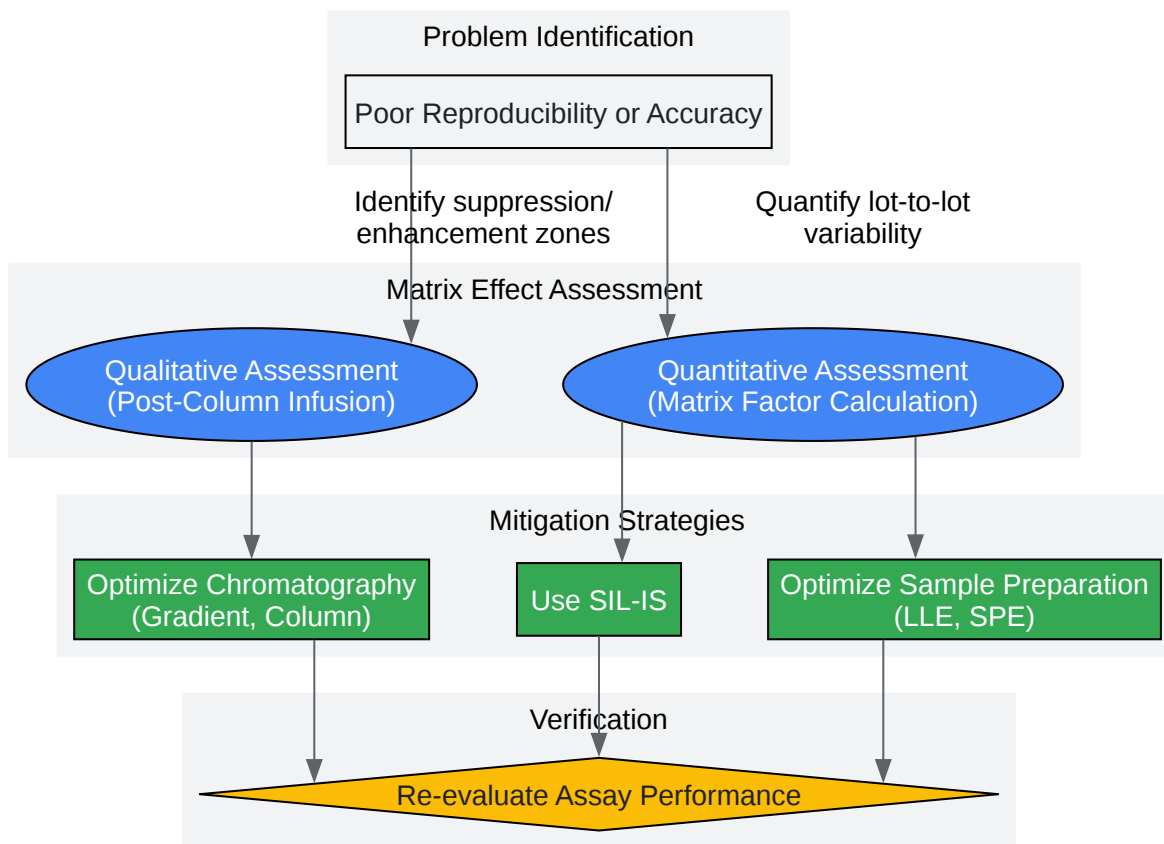 Problem Identification
Poor Reproducibility or Accuracy
Identify suppression/
enhancement zones
Quantify lot-to-lot
variability
Matrix Effect Assessment
Qualitative Assessment
(Post-Column Infusion)
Quantitative Assessment
(Matrix Factor Calculation)
Mitigation Strategies
Optimize Chromatography
(Gradient, Column)
Use SIL-IS
Optimize Sample Preparation
(LLE, SPE)
Verification
Re-evaluate Assay Performance